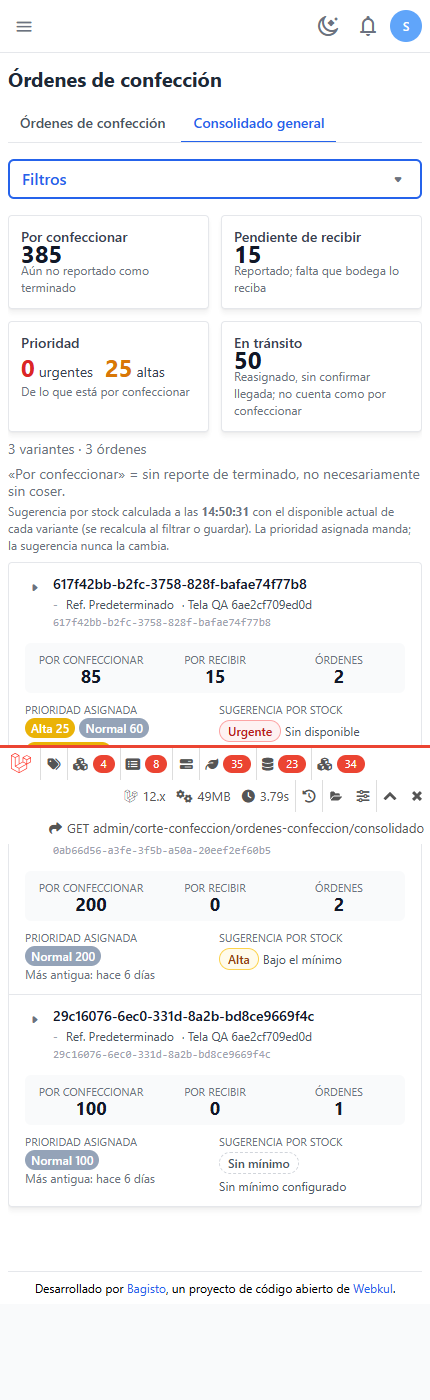 S
Órdenes de confección
Órdenes de confección
Consolidado general
Filtros
Por confeccionar
385
Aún no reportado como
terminado
Pendiente de recibir
15
Reportado; falta que bodega lo
reciba
Prioridad
0 urgentes 25 altas
De lo que está por confeccionar
En tránsito
50
Reasignado, sin confirmar
llegada; no cuenta como por
confeccionar
3 variantes · 3 órdenes
«Por confeccionar» = sin reporte de terminado, no necesariamente
sin coser.
Sugerencia por stock calculada a las 14:50:31 con el disponible actual de
cada variante (se recalcula al filtrar o guardar). La prioridad asignada manda;
la sugerencia nunca la cambia.
617f42bb-b2fc-3758-828f-bafae74f77b8
- Ref. Predeterminado · Tela QA 6ae2cf709ed0d
617f42bb-b2fc-3758-828f-bafae74f77b8
POR CONFECCIONAR POR RECIBIR ÓRDENES
85 15 2
PRIORIDAD ASIGNADA
Alta 25 Normal 60
SUGERENCIA POR STOCK
Urgente Sin disponible
4 8 35 23 34
12.x 49MB 3.79s
GET admin/corte-confeccion/ordenes-confeccion/consolidado
0ab66d56-a3fe-3f5b-a50a-20eef2ef60b5
POR CONFECCIONAR POR RECIBIR ÓRDENES
200 0 2
PRIORIDAD ASIGNADA
Normal 200
Más antigua: hace 6 días
SUGERENCIA POR STOCK
Alta Bajo el mínimo
29c16076-6ec0-331d-8a2b-bd8ce9669f4c
- Ref. Predeterminado · Tela QA 6ae2cf709ed0d
29c16076-6ec0-331d-8a2b-bd8ce9669f4c
POR CONFECCIONAR POR RECIBIR ÓRDENES
100 0 1
PRIORIDAD ASIGNADA
Normal 100
Más antigua: hace 6 días
SUGERENCIA POR STOCK
Sin mínimo
Sin mínimo configurado
Desarrollado por Bagisto, un proyecto de código abierto de Webkul.